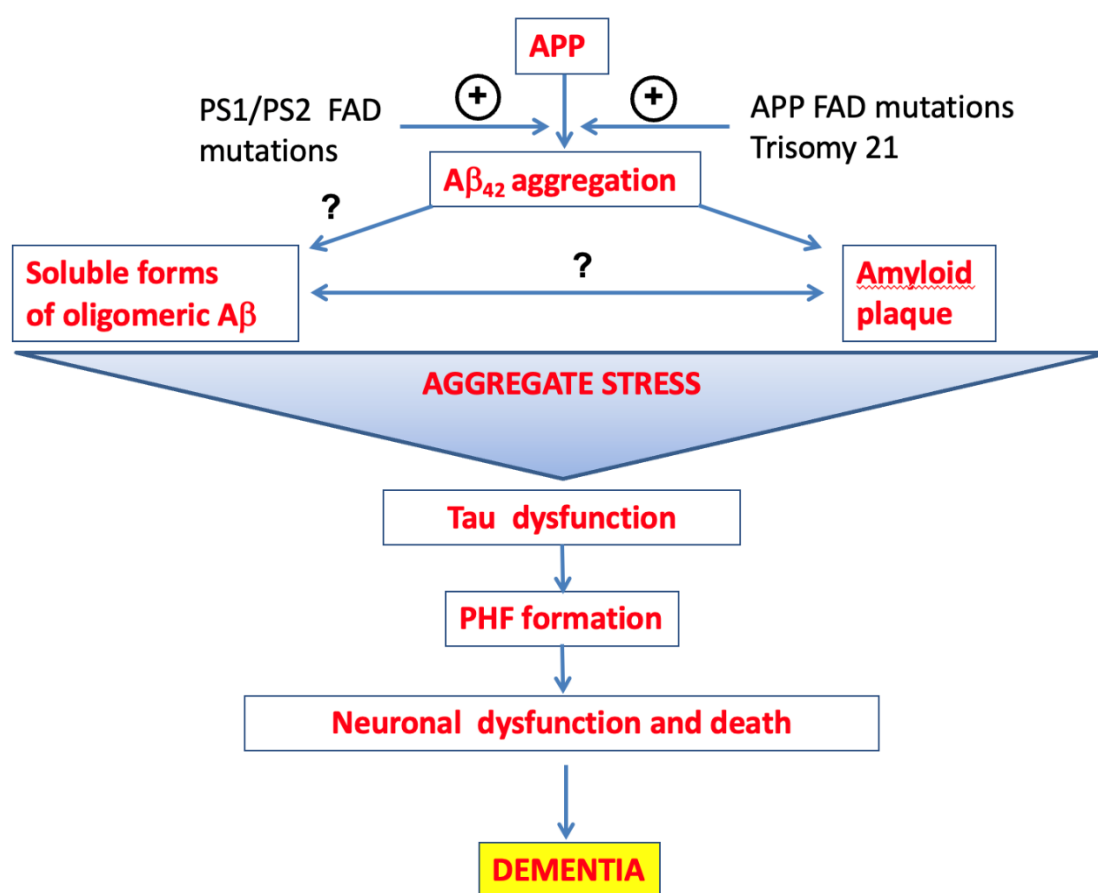 APP
+
+
PS1/PS2 FAD
mutations
APP FAD mutations
Trisomy 21
Aβ₄₂ aggregation
?
?
Soluble forms
of oligomeric Aβ
Amyloid
plaque
AGGREGATE STRESS
Tau dysfunction
PHF formation
Neuronal dysfunction and death
DEMENTIA